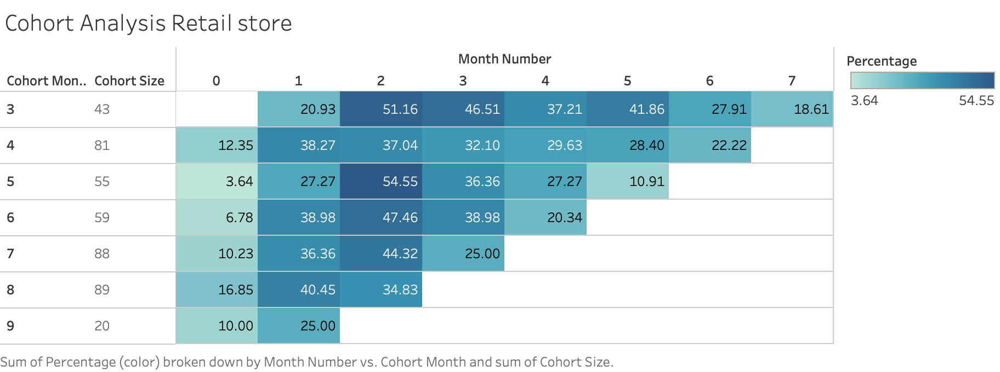 Cohort Analysis Retail store
Month Number
Percentage
Cohort Mon.. Cohort Size 0 1 2 3 4 5 6 7
3.64 54.55
3 43 20.93 51.16 46.51 37.21 41.86 27.91 18.61
4 81 12.35 38.27 37.04 32.10 29.63 28.40 22.22
5 55 3.64 27.27 54.55 36.36 27.27 10.91
6 59 6.78 38.98 47.46 38.98 20.34
7 88 10.23 36.36 44.32 25.00
8 89 16.85 40.45 34.83
9 20 10.00 25.00
Sum of Percentage (color) broken down by Month Number vs. Cohort Month and sum of Cohort Size.